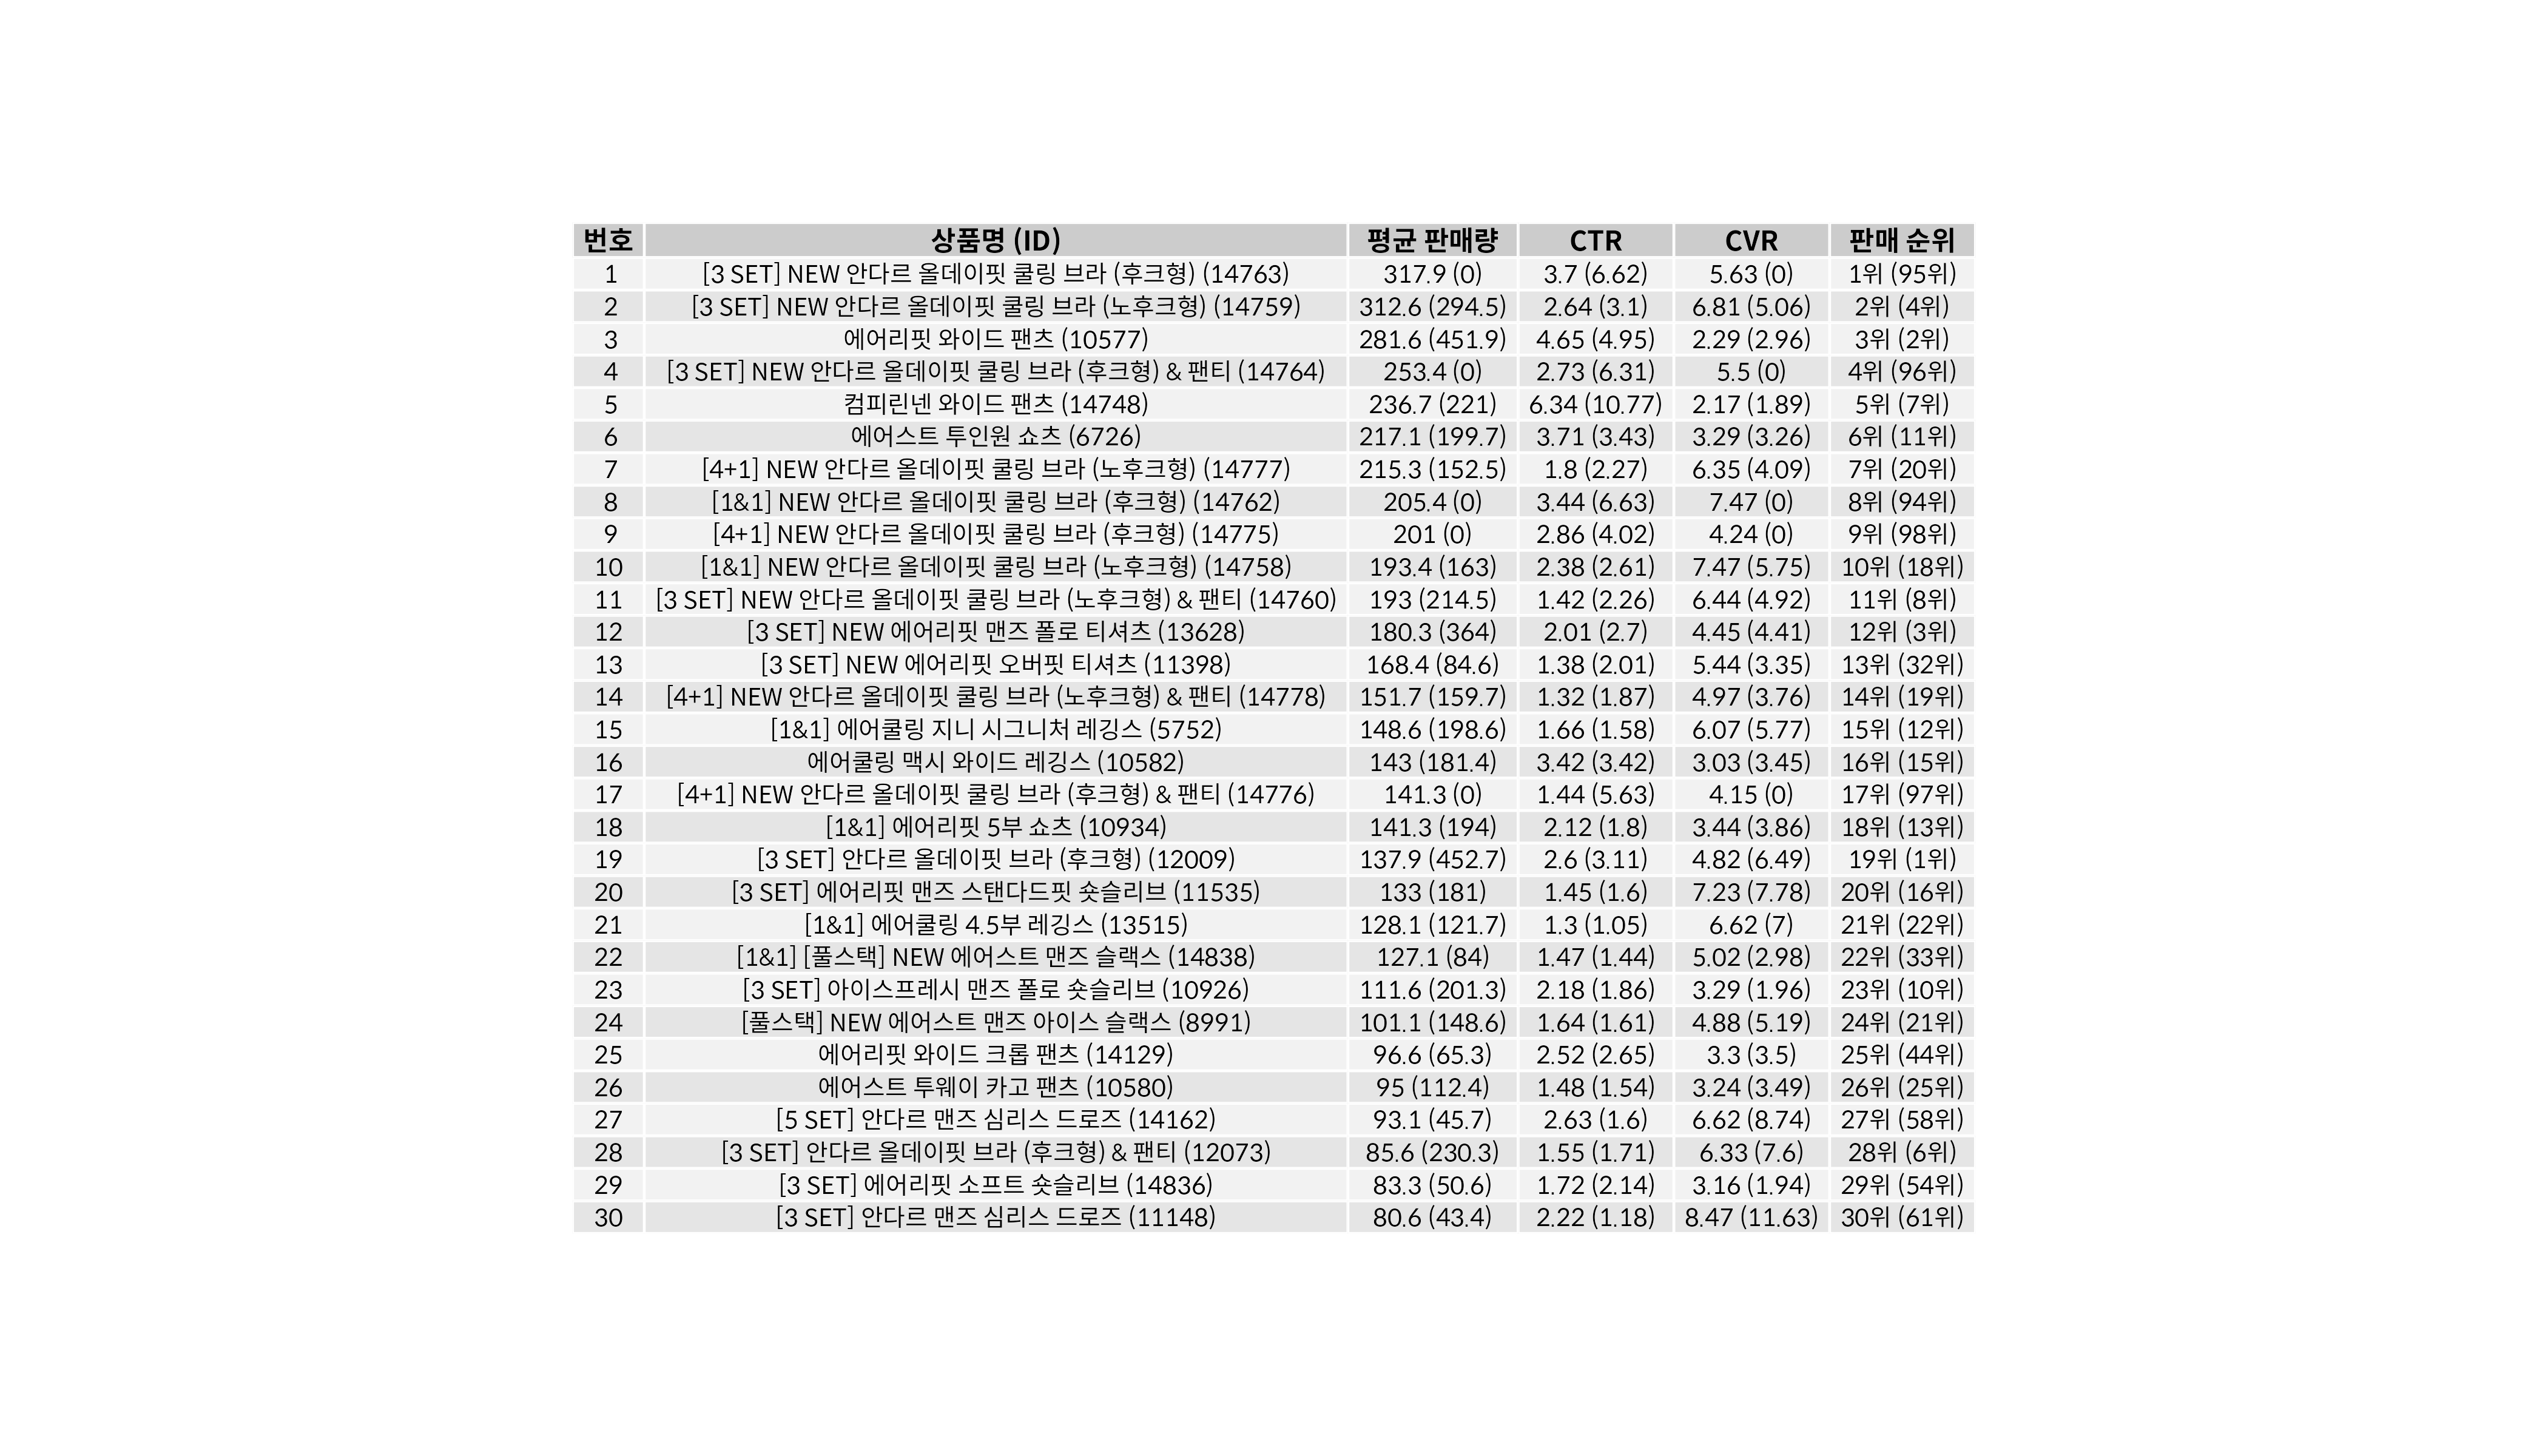 번호 상품명 (ID) 평균 판매량 CTR CVR 판매 순위
1 [3 SET] NEW 안다르 올데이핏 쿨링 브라 (후크형) (14763) 317.9 (0) 3.7 (6.62) 5.63 (0) 1위 (95위)
2 [3 SET] NEW 안다르 올데이핏 쿨링 브라 (노후크형) (14759) 312.6 (294.5) 2.64 (3.1) 6.81 (5.06) 2위 (4위)
3 에어리핏 와이드 팬츠 (10577) 281.6 (451.9) 4.65 (4.95) 2.29 (2.96) 3위 (2위)
4 [3 SET] NEW 안다르 올데이핏 쿨링 브라 (후크형) & 팬티 (14764) 253.4 (0) 2.73 (6.31) 5.5 (0) 4위 (96위)
5 컴피린넨 와이드 팬츠 (14748) 236.7 (221) 6.34 (10.77) 2.17 (1.89) 5위 (7위)
6 에어스트 투인원 쇼츠 (6726) 217.1 (199.7) 3.71 (3.43) 3.29 (3.26) 6위 (11위)
7 [4+1] NEW 안다르 올데이핏 쿨링 브라 (노후크형) (14777) 215.3 (152.5) 1.8 (2.27) 6.35 (4.09) 7위 (20위)
8 [1&1] NEW 안다르 올데이핏 쿨링 브라 (후크형) (14762) 205.4 (0) 3.44 (6.63) 7.47 (0) 8위 (94위)
9 [4+1] NEW 안다르 올데이핏 쿨링 브라 (후크형) (14775) 201 (0) 2.86 (4.02) 4.24 (0) 9위 (98위)
10 [1&1] NEW 안다르 올데이핏 쿨링 브라 (노후크형) (14758) 193.4 (163) 2.38 (2.61) 7.47 (5.75) 10위 (18위)
11 [3 SET] NEW 안다르 올데이핏 쿨링 브라 (노후크형) & 팬티 (14760) 193 (214.5) 1.42 (2.26) 6.44 (4.92) 11위 (8위)
12 [3 SET] NEW 에어리핏 맨즈 폴로 티셔츠 (13628) 180.3 (364) 2.01 (2.7) 4.45 (4.41) 12위 (3위)
13 [3 SET] NEW 에어리핏 오버핏 티셔츠 (11398) 168.4 (84.6) 1.38 (2.01) 5.44 (3.35) 13위 (32위)
14 [4+1] NEW 안다르 올데이핏 쿨링 브라 (노후크형) & 팬티 (14778) 151.7 (159.7) 1.32 (1.87) 4.97 (3.76) 14위 (19위)
15 [1&1] 에어쿨링 지니 시그니처 레깅스 (5752) 148.6 (198.6) 1.66 (1.58) 6.07 (5.77) 15위 (12위)
16 에어쿨링 맥시 와이드 레깅스 (10582) 143 (181.4) 3.42 (3.42) 3.03 (3.45) 16위 (15위)
17 [4+1] NEW 안다르 올데이핏 쿨링 브라 (후크형) & 팬티 (14776) 141.3 (0) 1.44 (5.63) 4.15 (0) 17위 (97위)
18 [1&1] 에어리핏 5부 쇼츠 (10934) 141.3 (194) 2.12 (1.8) 3.44 (3.86) 18위 (13위)
19 [3 SET] 안다르 올데이핏 브라 (후크형) (12009) 137.9 (452.7) 2.6 (3.11) 4.82 (6.49) 19위 (1위)
20 [3 SET] 에어리핏 맨즈 스탠다드핏 숏슬리브 (11535) 133 (181) 1.45 (1.6) 7.23 (7.78) 20위 (16위)
21 [1&1] 에어쿨링 4.5부 레깅스 (13515) 128.1 (121.7) 1.3 (1.05) 6.62 (7) 21위 (22위)
22 [1&1] [풀스택] NEW 에어스트 맨즈 슬랙스 (14838) 127.1 (84) 1.47 (1.44) 5.02 (2.98) 22위 (33위)
23 [3 SET] 아이스프레시 맨즈 폴로 숏슬리브 (10926) 111.6 (201.3) 2.18 (1.86) 3.29 (1.96) 23위 (10위)
24 [풀스택] NEW 에어스트 맨즈 아이스 슬랙스 (8991) 101.1 (148.6) 1.64 (1.61) 4.88 (5.19) 24위 (21위)
25 에어리핏 와이드 크롭 팬츠 (14129) 96.6 (65.3) 2.52 (2.65) 3.3 (3.5) 25위 (44위)
26 에어스트 투웨이 카고 팬츠 (10580) 95 (112.4) 1.48 (1.54) 3.24 (3.49) 26위 (25위)
27 [5 SET] 안다르 맨즈 심리스 드로즈 (14162) 93.1 (45.7) 2.63 (1.6) 6.62 (8.74) 27위 (58위)
28 [3 SET] 안다르 올데이핏 브라 (후크형) & 팬티 (12073) 85.6 (230.3) 1.55 (1.71) 6.33 (7.6) 28위 (6위)
29 [3 SET] 에어리핏 소프트 숏슬리브 (14836) 83.3 (50.6) 1.72 (2.14) 3.16 (1.94) 29위 (54위)
30 [3 SET] 안다르 맨즈 심리스 드로즈 (11148) 80.6 (43.4) 2.22 (1.18) 8.47 (11.63) 30위 (61위)